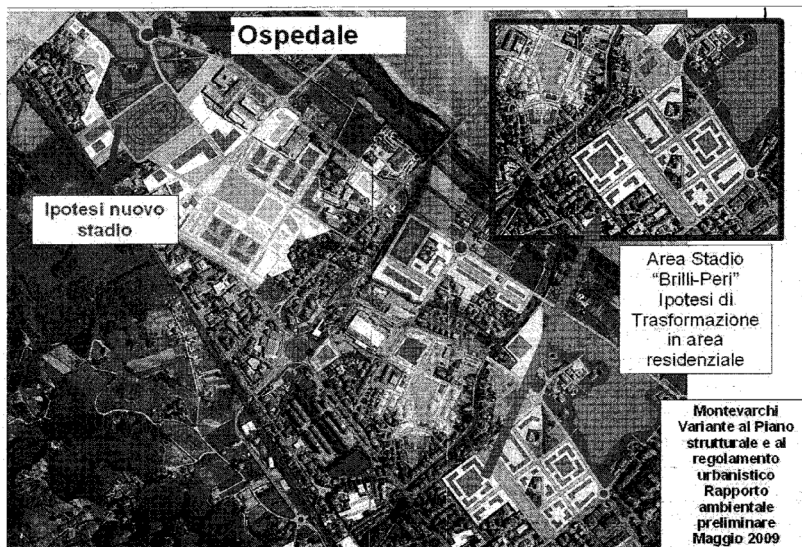 Ospedale
Ipotesi nuovo
stadio
Area Stadio
"Brilli-Peri"
Ipotesi di
Trasformazione
in area
residenziale
Montevarchi
Variante al Piano
strutturale e al
regolamento
urbanistico
Rapporto
ambientale
preliminare
Maggio 2009